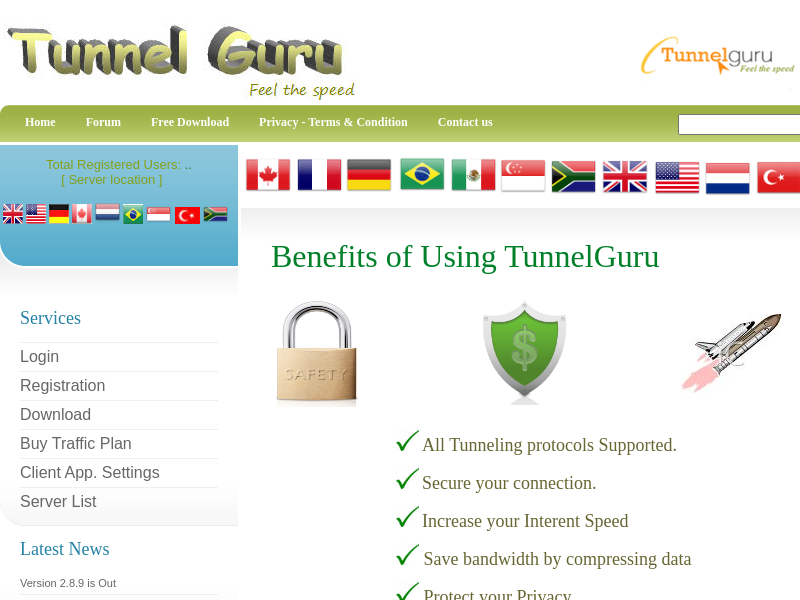 Tunnel Guru
Feel the speed
Tunnelguru
Feel the speed
Home Forum Free Download Privacy - Terms & Condition Contact us
Total Registered Users: ..
[ Server location ]
Benefits of Using TunnelGuru
SAFETY
$
Services
Login
Registration
Download
Buy Traffic Plan
Client App. Settings
Server List
All Tunneling protocols Supported.
Secure your connection.
Increase your Interent Speed
Save bandwidth by compressing data
Protect your Privacy
Latest News
Version 2.8.9 is Out